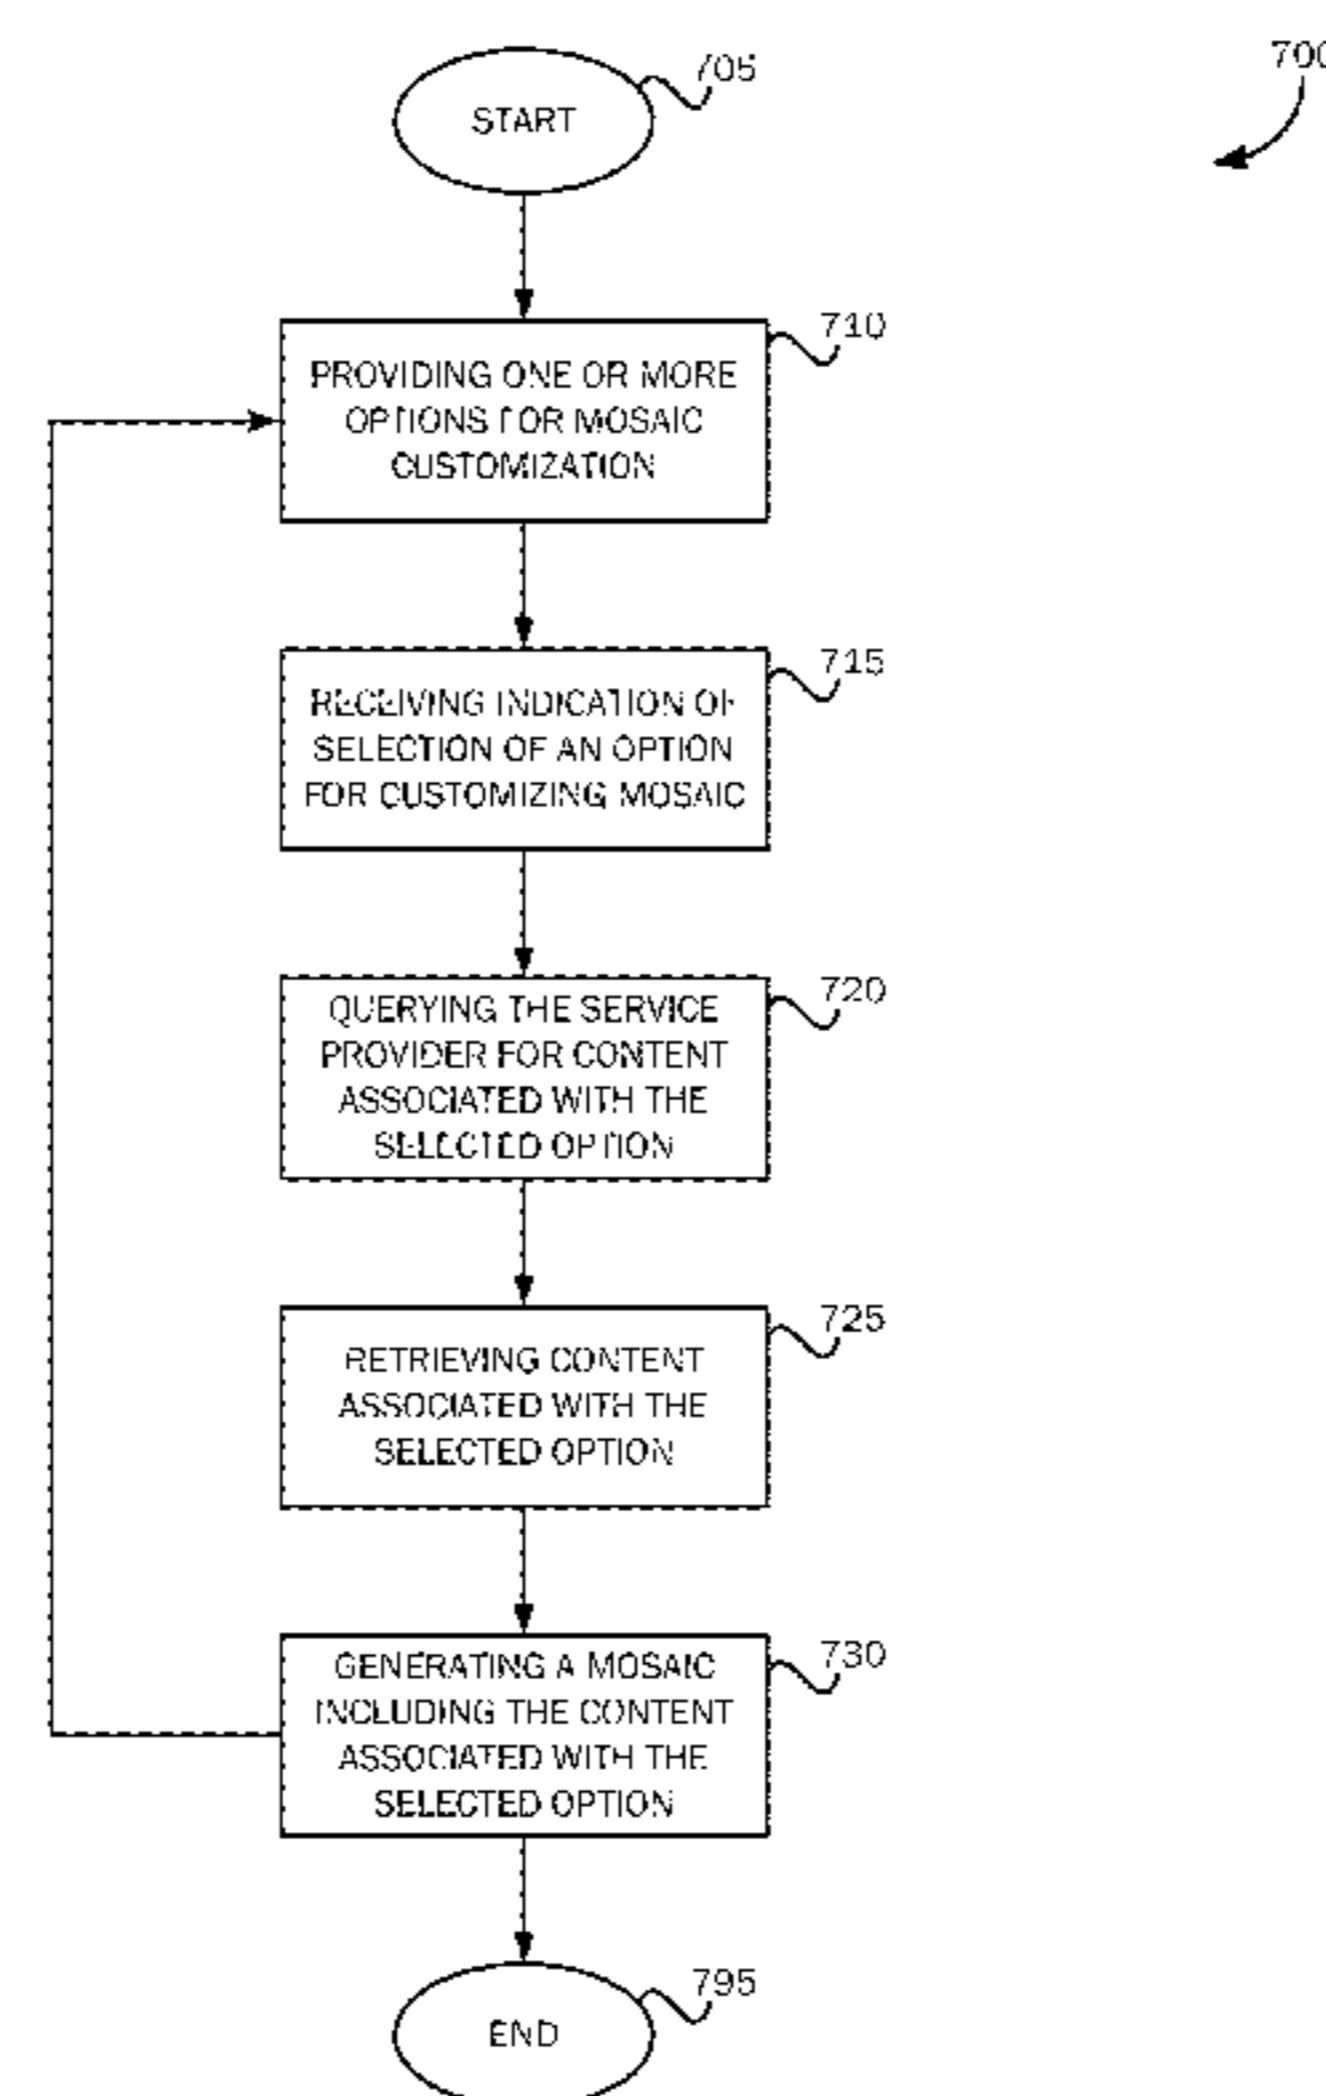 700
705
START
710
PROVIDING ONE OR MORE
OPTIONS FOR MOSAIC
CUSTOMIZATION
715
RECEIVING INDICATION OF
SELECTION OF AN OPTION
FOR CUSTOMIZING MOSAIC
720
QUERYING THE SERVICE
PROVIDER FOR CONTENT
ASSOCIATED WITH THE
SELECTED OPTION
725
RETRIEVING CONTENT
ASSOCIATED WITH THE
SELECTED OPTION
730
GENERATING A MOSAIC
INCLUDING THE CONTENT
ASSOCIATED WITH THE
SELECTED OPTION
795
END